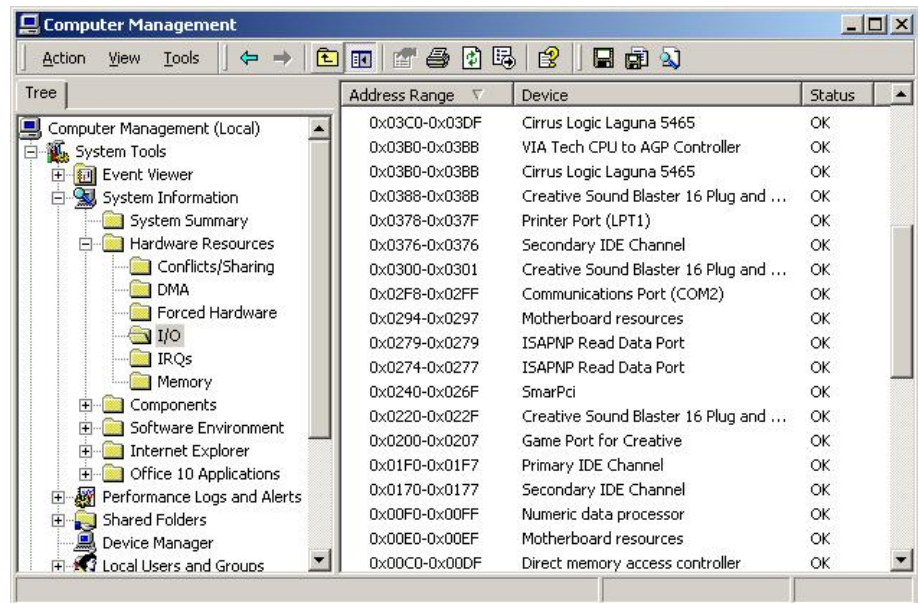 Computer Management
Action View Tools
Tree
Computer Management (Local)
System Tools
Event Viewer
System Information
System Summary
Hardware Resources
Conflicts/Sharing
DMA
Forced Hardware
I/O
IRQs
Memory
Components
Software Environment
Internet Explorer
Office 10 Applications
Performance Logs and Alerts
Shared Folders
Device Manager
Local Users and Groups
Address Range Device Status
0x03C0-0x03DF Cirrus Logic Laguna 5465 OK
0x03B0-0x03BB VIA Tech CPU to AGP Controller OK
0x03B0-0x03BB Cirrus Logic Laguna 5465 OK
0x0388-0x038B Creative Sound Blaster 16 Plug and ... OK
0x0378-0x037F Printer Port (LPT1) OK
0x0376-0x0376 Secondary IDE Channel OK
0x0300-0x0301 Creative Sound Blaster 16 Plug and ... OK
0x02F8-0x02FF Communications Port (COM2) OK
0x0294-0x0297 Motherboard resources OK
0x0279-0x0279 ISAPNP Read Data Port OK
0x0274-0x0277 ISAPNP Read Data Port OK
0x0240-0x026F SmarPci OK
0x0220-0x022F Creative Sound Blaster 16 Plug and ... OK
0x0200-0x0207 Game Port for Creative OK
0x01F0-0x01F7 Primary IDE Channel OK
0x0170-0x0177 Secondary IDE Channel OK
0x00F0-0x00FF Numeric data processor OK
0x00E0-0x00EF Motherboard resources OK
0x00C0-0x00DF Direct memory access controller OK